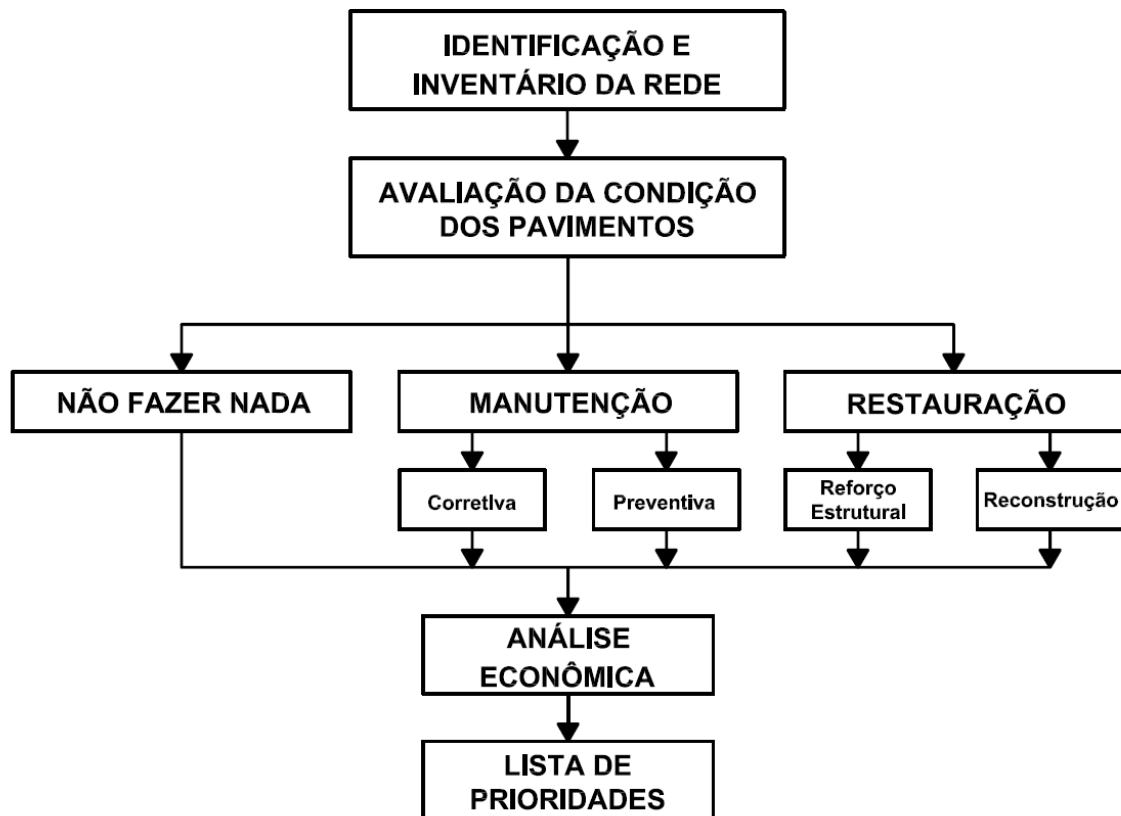 IDENTIFICAÇÃO E
INVENTÁRIO DA REDE
AVALIAÇÃO DA CONDIÇÃO
DOS PAVIMENTOS
NÃO FAZER NADA
MANUTENÇÃO
RESTAURAÇÃO
Corretiva
Preventiva
Reforço
Estrutural
Reconstrução
ANÁLISE
ECONÔMICA
LISTA DE
PRIORIDADES